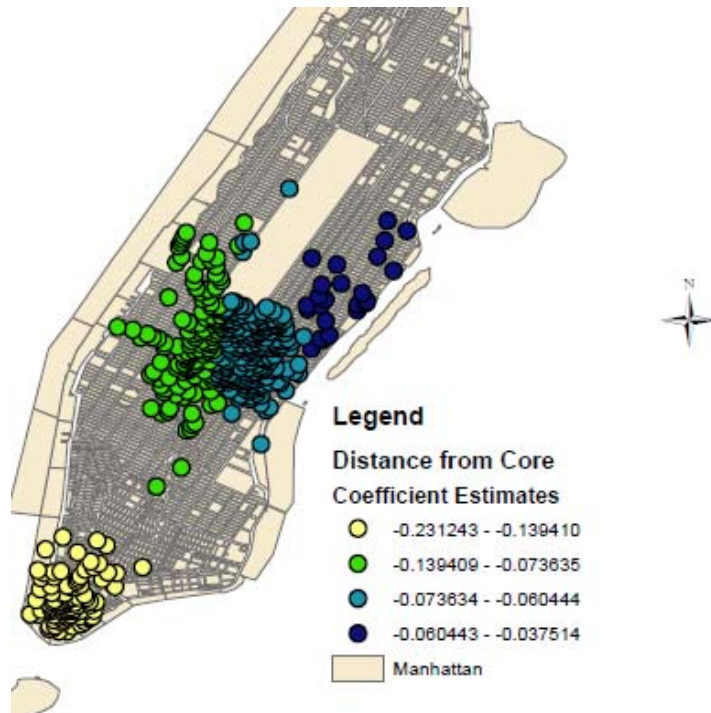 N
Legend
Distance from Core
Coefficient Estimates
-0.231243 - -0.139410
-0.139409 - -0.073635
-0.073634 - -0.060444
-0.060443 - -0.037514
Manhattan